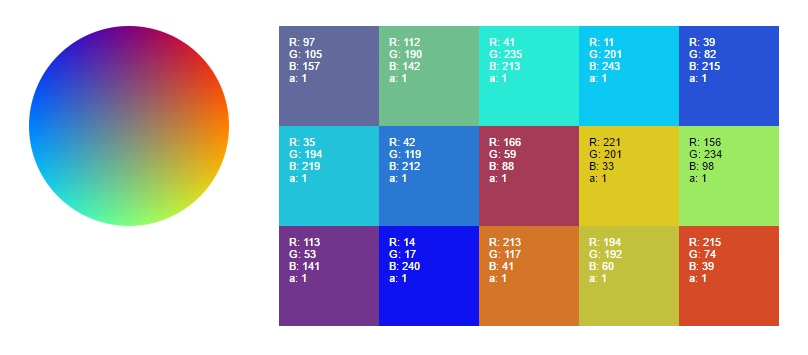 R: 97
G: 105
B: 157
a: 1
R: 112
G: 190
B: 142
a: 1
R: 41
G: 235
B: 213
a: 1
R: 11
G: 201
B: 243
a: 1
R: 39
G: 82
B: 215
a: 1
R: 35
G: 194
B: 219
a: 1
R: 42
G: 119
B: 212
a: 1
R: 166
G: 59
B: 88
a: 1
R: 221
G: 201
B: 33
a: 1
R: 156
G: 234
B: 98
a: 1
R: 113
G: 53
B: 141
a: 1
R: 14
G: 17
B: 240
a: 1
R: 213
G: 117
B: 41
a: 1
R: 194
G: 192
B: 60
a: 1
R: 215
G: 74
B: 39
a: 1